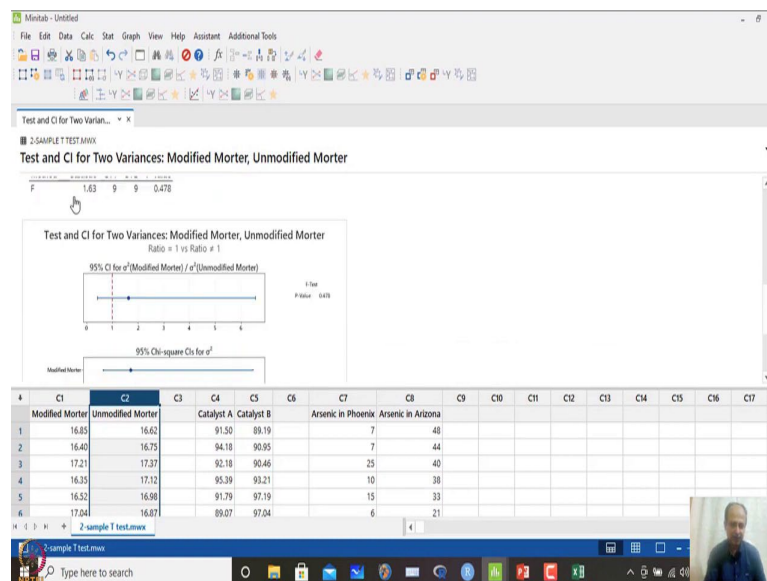 Minitab - Untitled
File Edit Data Calc Stat Graph View Help Assistant Additional Tools
Test and CI for Two Varian...
2-SAMPLE T TEST.MWX
Test and CI for Two Variances: Modified Morter, Unmodified Morter
F 1.63 9 9 0.478
Test and CI for Two Variances: Modified Morter, Unmodified Morter
Ratio = 1 vs Ratio ≠ 1
95% CI for σ²(Modified Morter) / σ²(Unmodified Morter)
F-Test
P-Value 0.478
0 1 2 3 4 5 6
95% Chi-square CIs for σ²
Modified Morter
C1 C2 C3 C4 C5 C6 C7 C8 C9 C10 C11 C12 C13 C14 C15 C16 C17
Modified Morter Unmodified Morter Catalyst A Catalyst B Arsenic in Phoenix Arsenic in Arizona
1 16.85 16.62 91.50 89.19 7 48
2 16.40 16.75 94.18 90.95 7 44
3 17.21 17.37 92.18 90.46 25 40
4 16.35 17.12 95.39 93.21 10 38
5 16.52 16.98 91.79 97.19 15 33
6 17.04 16.87 89.07 97.04 6 21
2-sample T test.mwx
2-sample T test.mwx
Type here to search